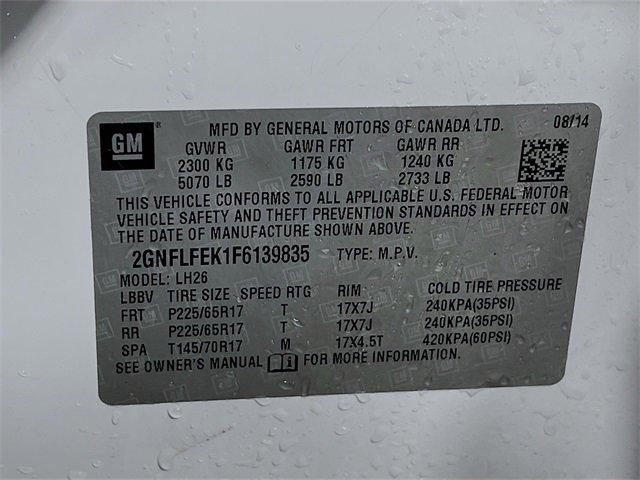 GM ® MFD BY GENERAL MOTORS OF CANADA LTD. 08/14
GVWR GAWR FRT GAWR RR
2300 KG 1175 KG 1240 KG
5070 LB 2590 LB 2733 LB
THIS VEHICLE CONFORMS TO ALL APPLICABLE U.S. FEDERAL MOTOR
VEHICLE SAFETY AND THEFT PREVENTION STANDARDS IN EFFECT ON
THE DATE OF MANUFACTURE SHOWN ABOVE.
2GNFLFEK1F6139835 TYPE: M.P.V.
MODEL: LH26
LBBV TIRE SIZE SPEED RTG RIM COLD TIRE PRESSURE
FRT P225/65R17 T 17X7J 240KPA(35PSI)
RR P225/65R17 T 17X7J 240KPA(35PSI)
SPA T145/70R17 M 17X4.5T 420KPA(60PSI)
SEE OWNER'S MANUAL FOR MORE INFORMATION.